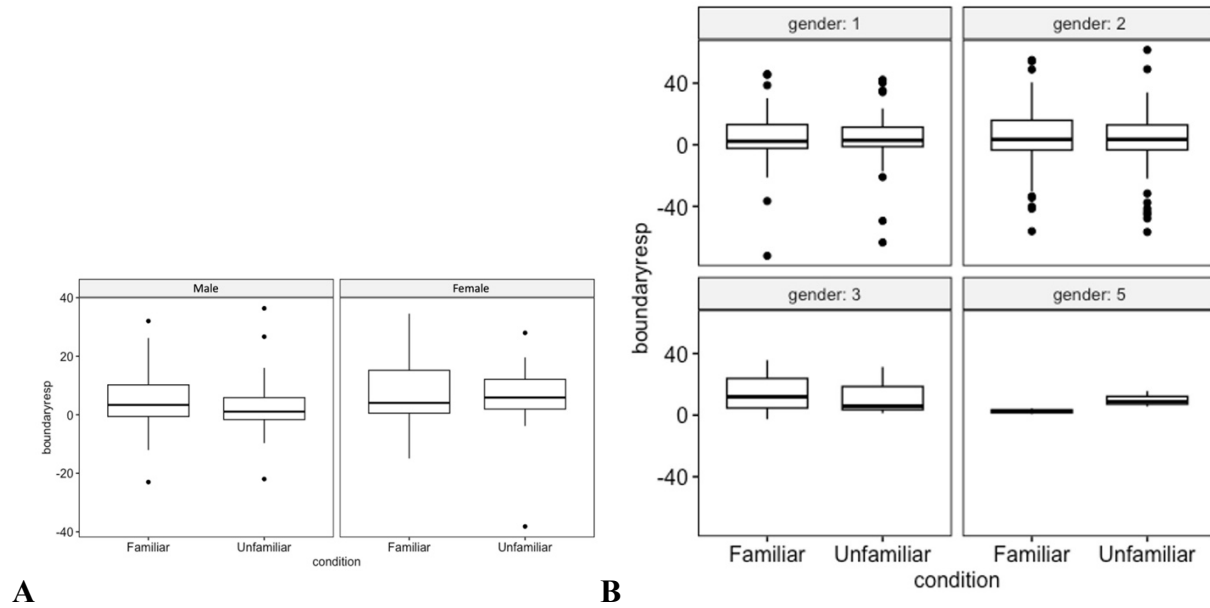 Male
Female
40
20
0
-20
-40
boundaryresp
Familiar
Unfamiliar
Familiar
Unfamiliar
condition
A
gender: 1
gender: 2
40
0
-40
gender: 3
gender: 5
40
0
-40
boundaryresp
Familiar
Unfamiliar
Familiar
Unfamiliar
condition
B